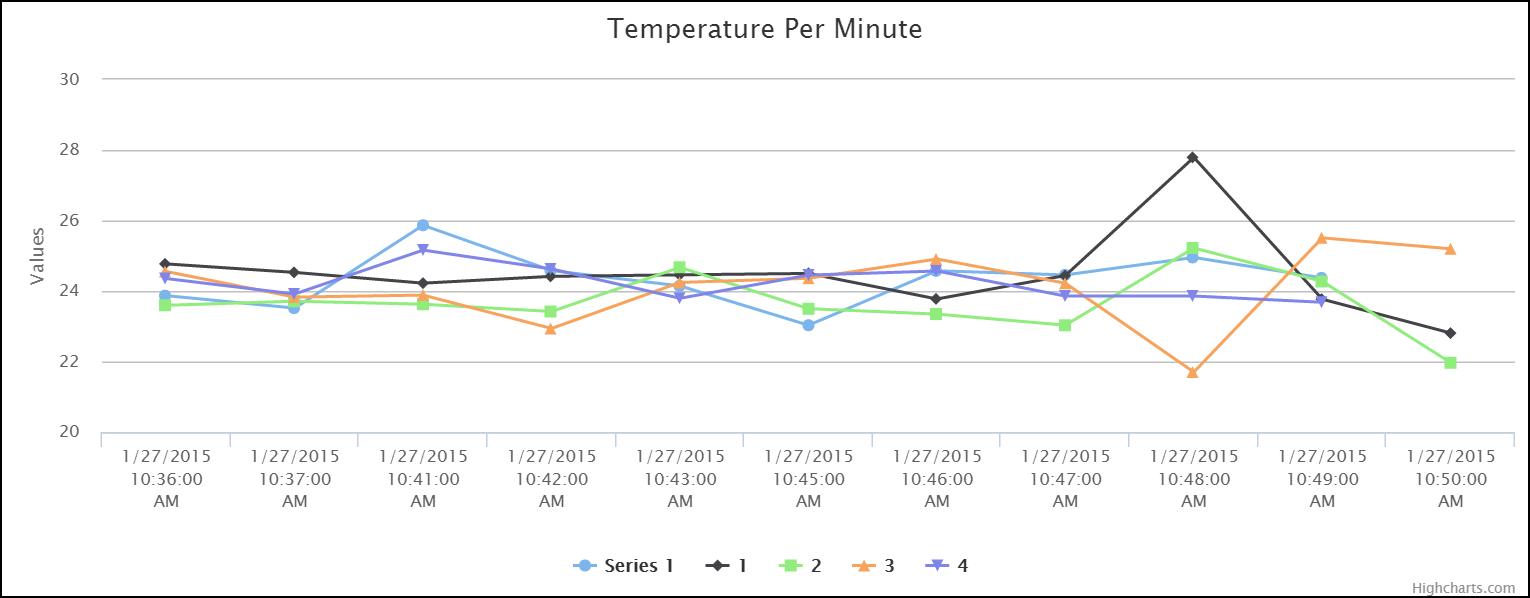 Temperature Per Minute
Values
30
28
26
24
22
20
1/27/2015 1/27/2015 1/27/2015 1/27/2015 1/27/2015 1/27/2015 1/27/2015 1/27/2015 1/27/2015 1/27/2015 1/27/2015
10:36:00 10:37:00 10:41:00 10:42:00 10:43:00 10:45:00 10:46:00 10:47:00 10:48:00 10:49:00 10:50:00
AM AM AM AM AM AM AM AM AM AM AM
Series 1 1 2 3 4
Highcharts.com